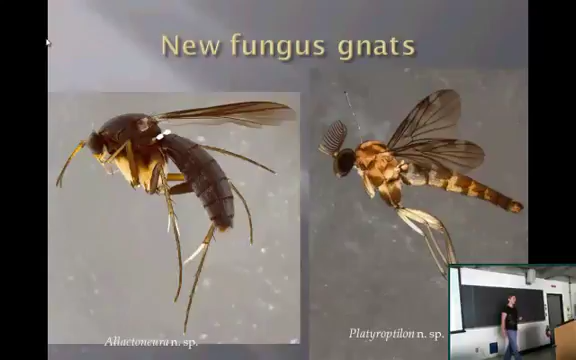 New fungus gnats
Allactoneura n. sp.
Platyroptilon n. sp.